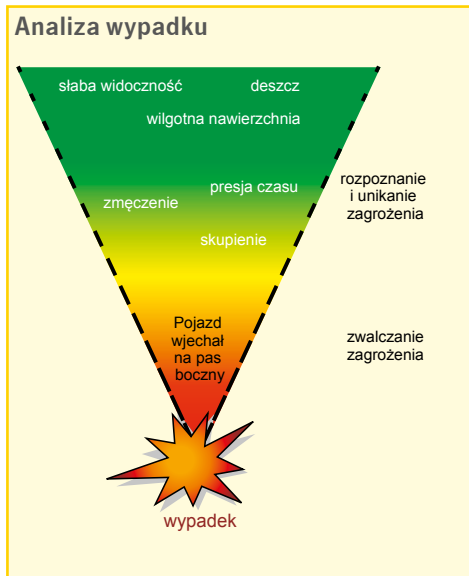 Analiza wypadku
słaba widoczność
deszcz
wilgotna nawierzchnia
presja czasu
zmęczenie
skupienie
rozpoznanie
i unikanie
zagrożenia
Pojazd
wjechał
na pas
boczny
zwalczanie
zagrożenia
wypadek